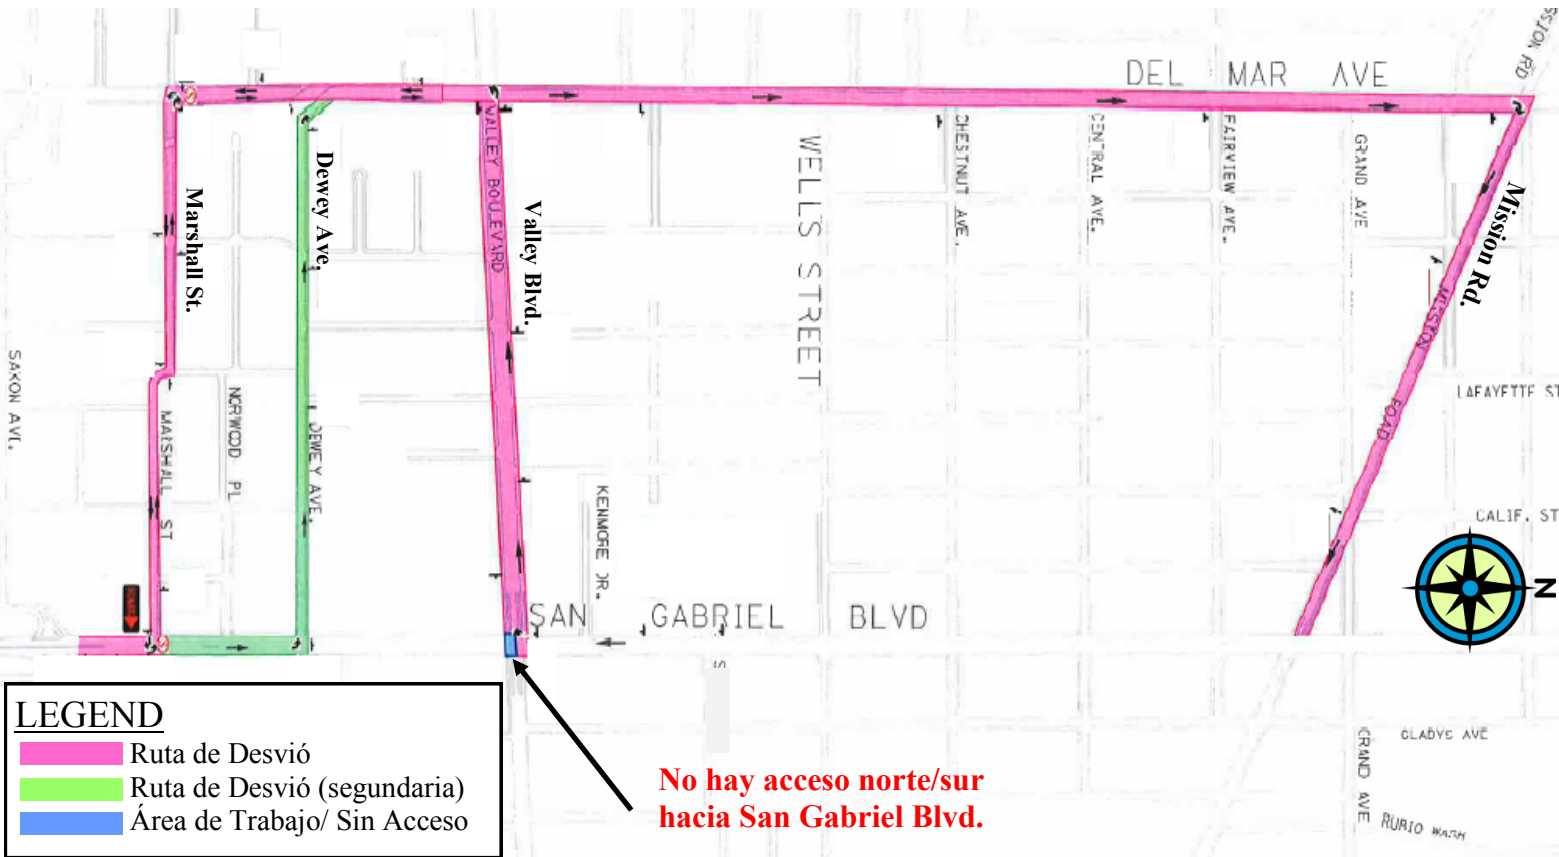 DEL MAR AVE
SSION RD
Marshall St.
Dewey Ave.
VALLEY BOULEVARD
Valley Blvd.
WELLS STREET
CHESTNUT AVE.
CENTRAL AVE.
FAIRVIEW AVE.
GRAND AVE
Mission Rd.
MISSION ROAD
LAFAYETTE ST
CALIF. ST
N
MARSHALL ST
NORWOOD PL
DEWEY AVE.
KENMORE DR.
SAN GABRIEL BLVD
GRAND AVE
GLADYS AVE
RUBIO WASH
LEGEND
Ruta de Desvió
Ruta de Desvió (segundaria)
Área de Trabajo/ Sin Acceso
No hay acceso norte/sur
hacia San Gabriel Blvd.